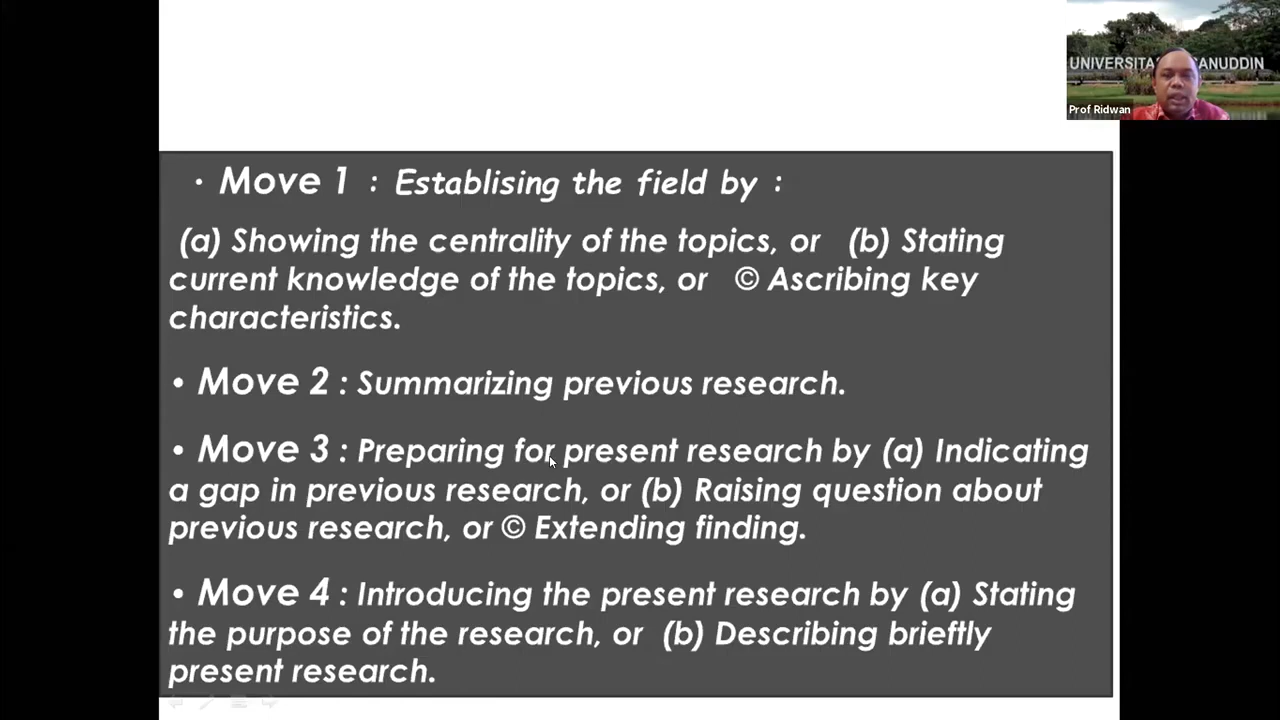 UNIVERSITAS ANUDDIN
Prof Ridwan
• Move 1 : Establising the field by :
(a) Showing the centrality of the topics, or (b) Stating
current knowledge of the topics, or © Ascribing key
characteristics.
• Move 2 : Summarizing previous research.
• Move 3 : Preparing for present research by (a) Indicating
a gap in previous research, or (b) Raising question about
previous research, or © Extending finding.
• Move 4 : Introducing the present research by (a) Stating
the purpose of the research, or (b) Describing brieftly
present research.